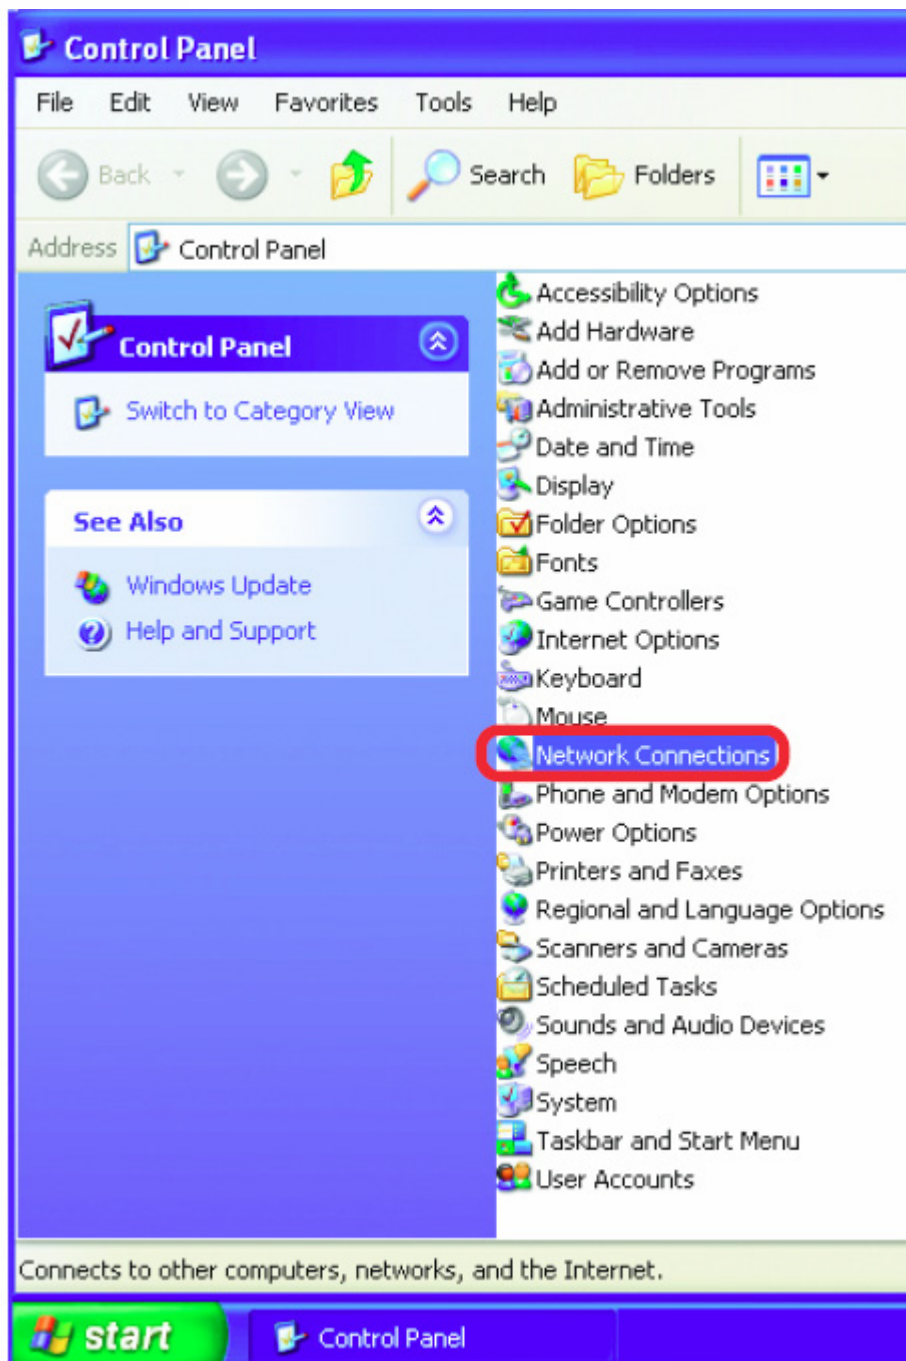 Control Panel
File Edit View Favorites Tools Help
Back Search Folders
Address Control Panel
Control Panel
Switch to Category View
See Also
Windows Update
Help and Support
Accessibility Options
Add Hardware
Add or Remove Programs
Administrative Tools
Date and Time
Display
Folder Options
Fonts
Game Controllers
Internet Options
Keyboard
Mouse
Network Connections
Phone and Modem Options
Power Options
Printers and Faxes
Regional and Language Options
Scanners and Cameras
Scheduled Tasks
Sounds and Audio Devices
Speech
System
Taskbar and Start Menu
User Accounts
Connects to other computers, networks, and the Internet.
start Control Panel